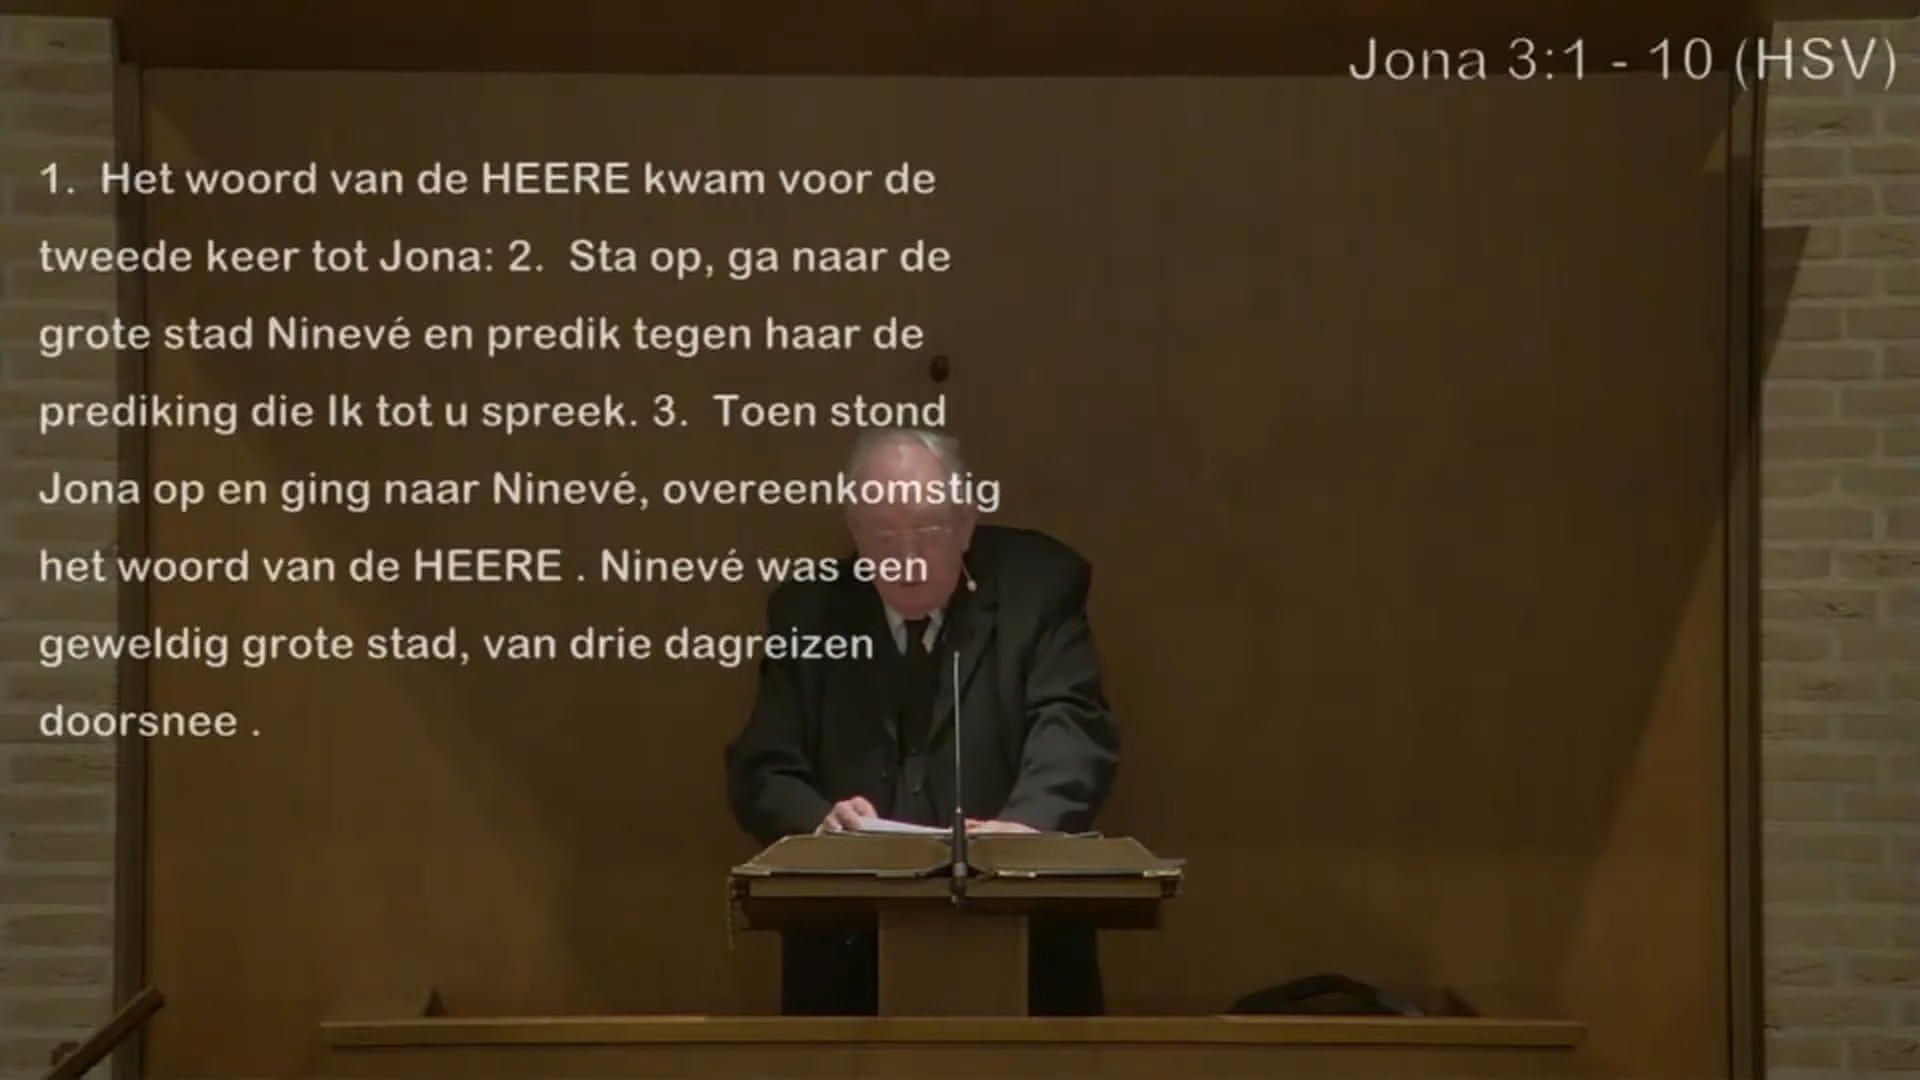 Jona 3:1 - 10 (HSV)
1. Het woord van de HEERE kwam voor de
tweede keer tot Jona: 2. Sta op, ga naar de
grote stad Ninevé en predik tegen haar de
prediking die Ik tot u spreek. 3. Toen stond
Jona op en ging naar Ninevé, overeenkomstig
het woord van de HEERE . Ninevé was een
geweldig grote stad, van drie dagreizen
doorsnee .